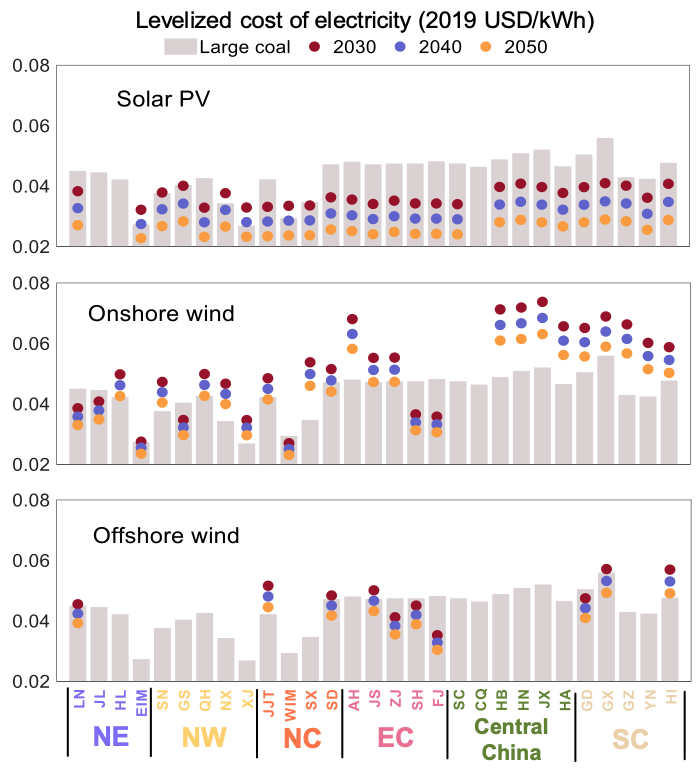 Levelized cost of electricity (2019 USD/kWh)
Large coal 2030 2040 2050
0.08
Solar PV
0.06
0.04
0.02
0.08
Onshore wind
0.06
0.04
0.02
0.08
Offshore wind
0.06
0.04
0.02
LN JL HL EIM SN GS QH NX XJ JJT WIM SX SD AH JS ZJ SH FJ SC CQ HB HN JX HA GD GX GZ YN HI
NE NW NC EC Central China SC